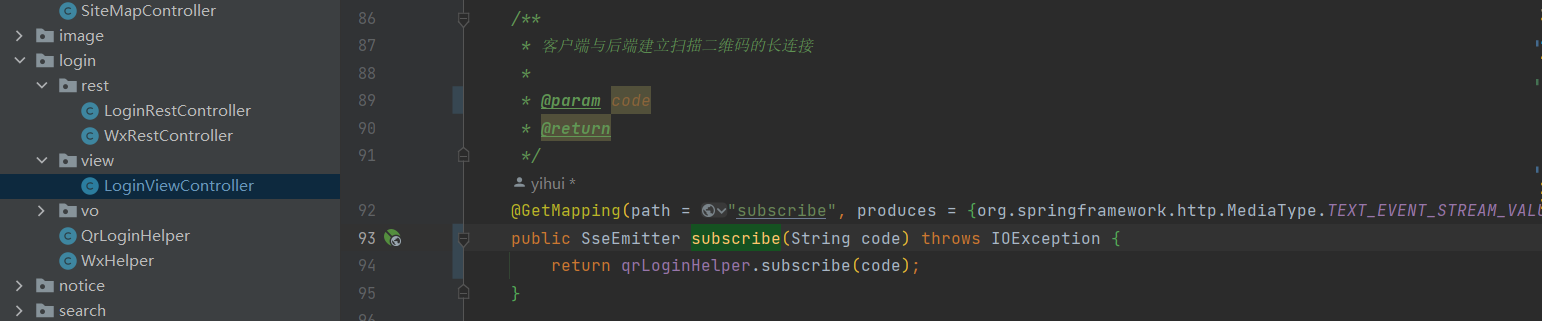 SiteMapController
image
login
rest
LoginRestController
WxRestController
view
LoginViewController
vo
QrLoginHelper
WxHelper
notice
search
86 /**
87 * 客户端与后端建立扫描二维码的长连接
88 *
89 * @param code
90 * @return
91 */
yihui *
92 @GetMapping(path = "subscribe", produces = {org.springframework.http.MediaType.TEXT_EVENT_STREAM_VALU
93 public SseEmitter subscribe(String code) throws IOException {
94 return qrLoginHelper.subscribe(code);
95 }
96